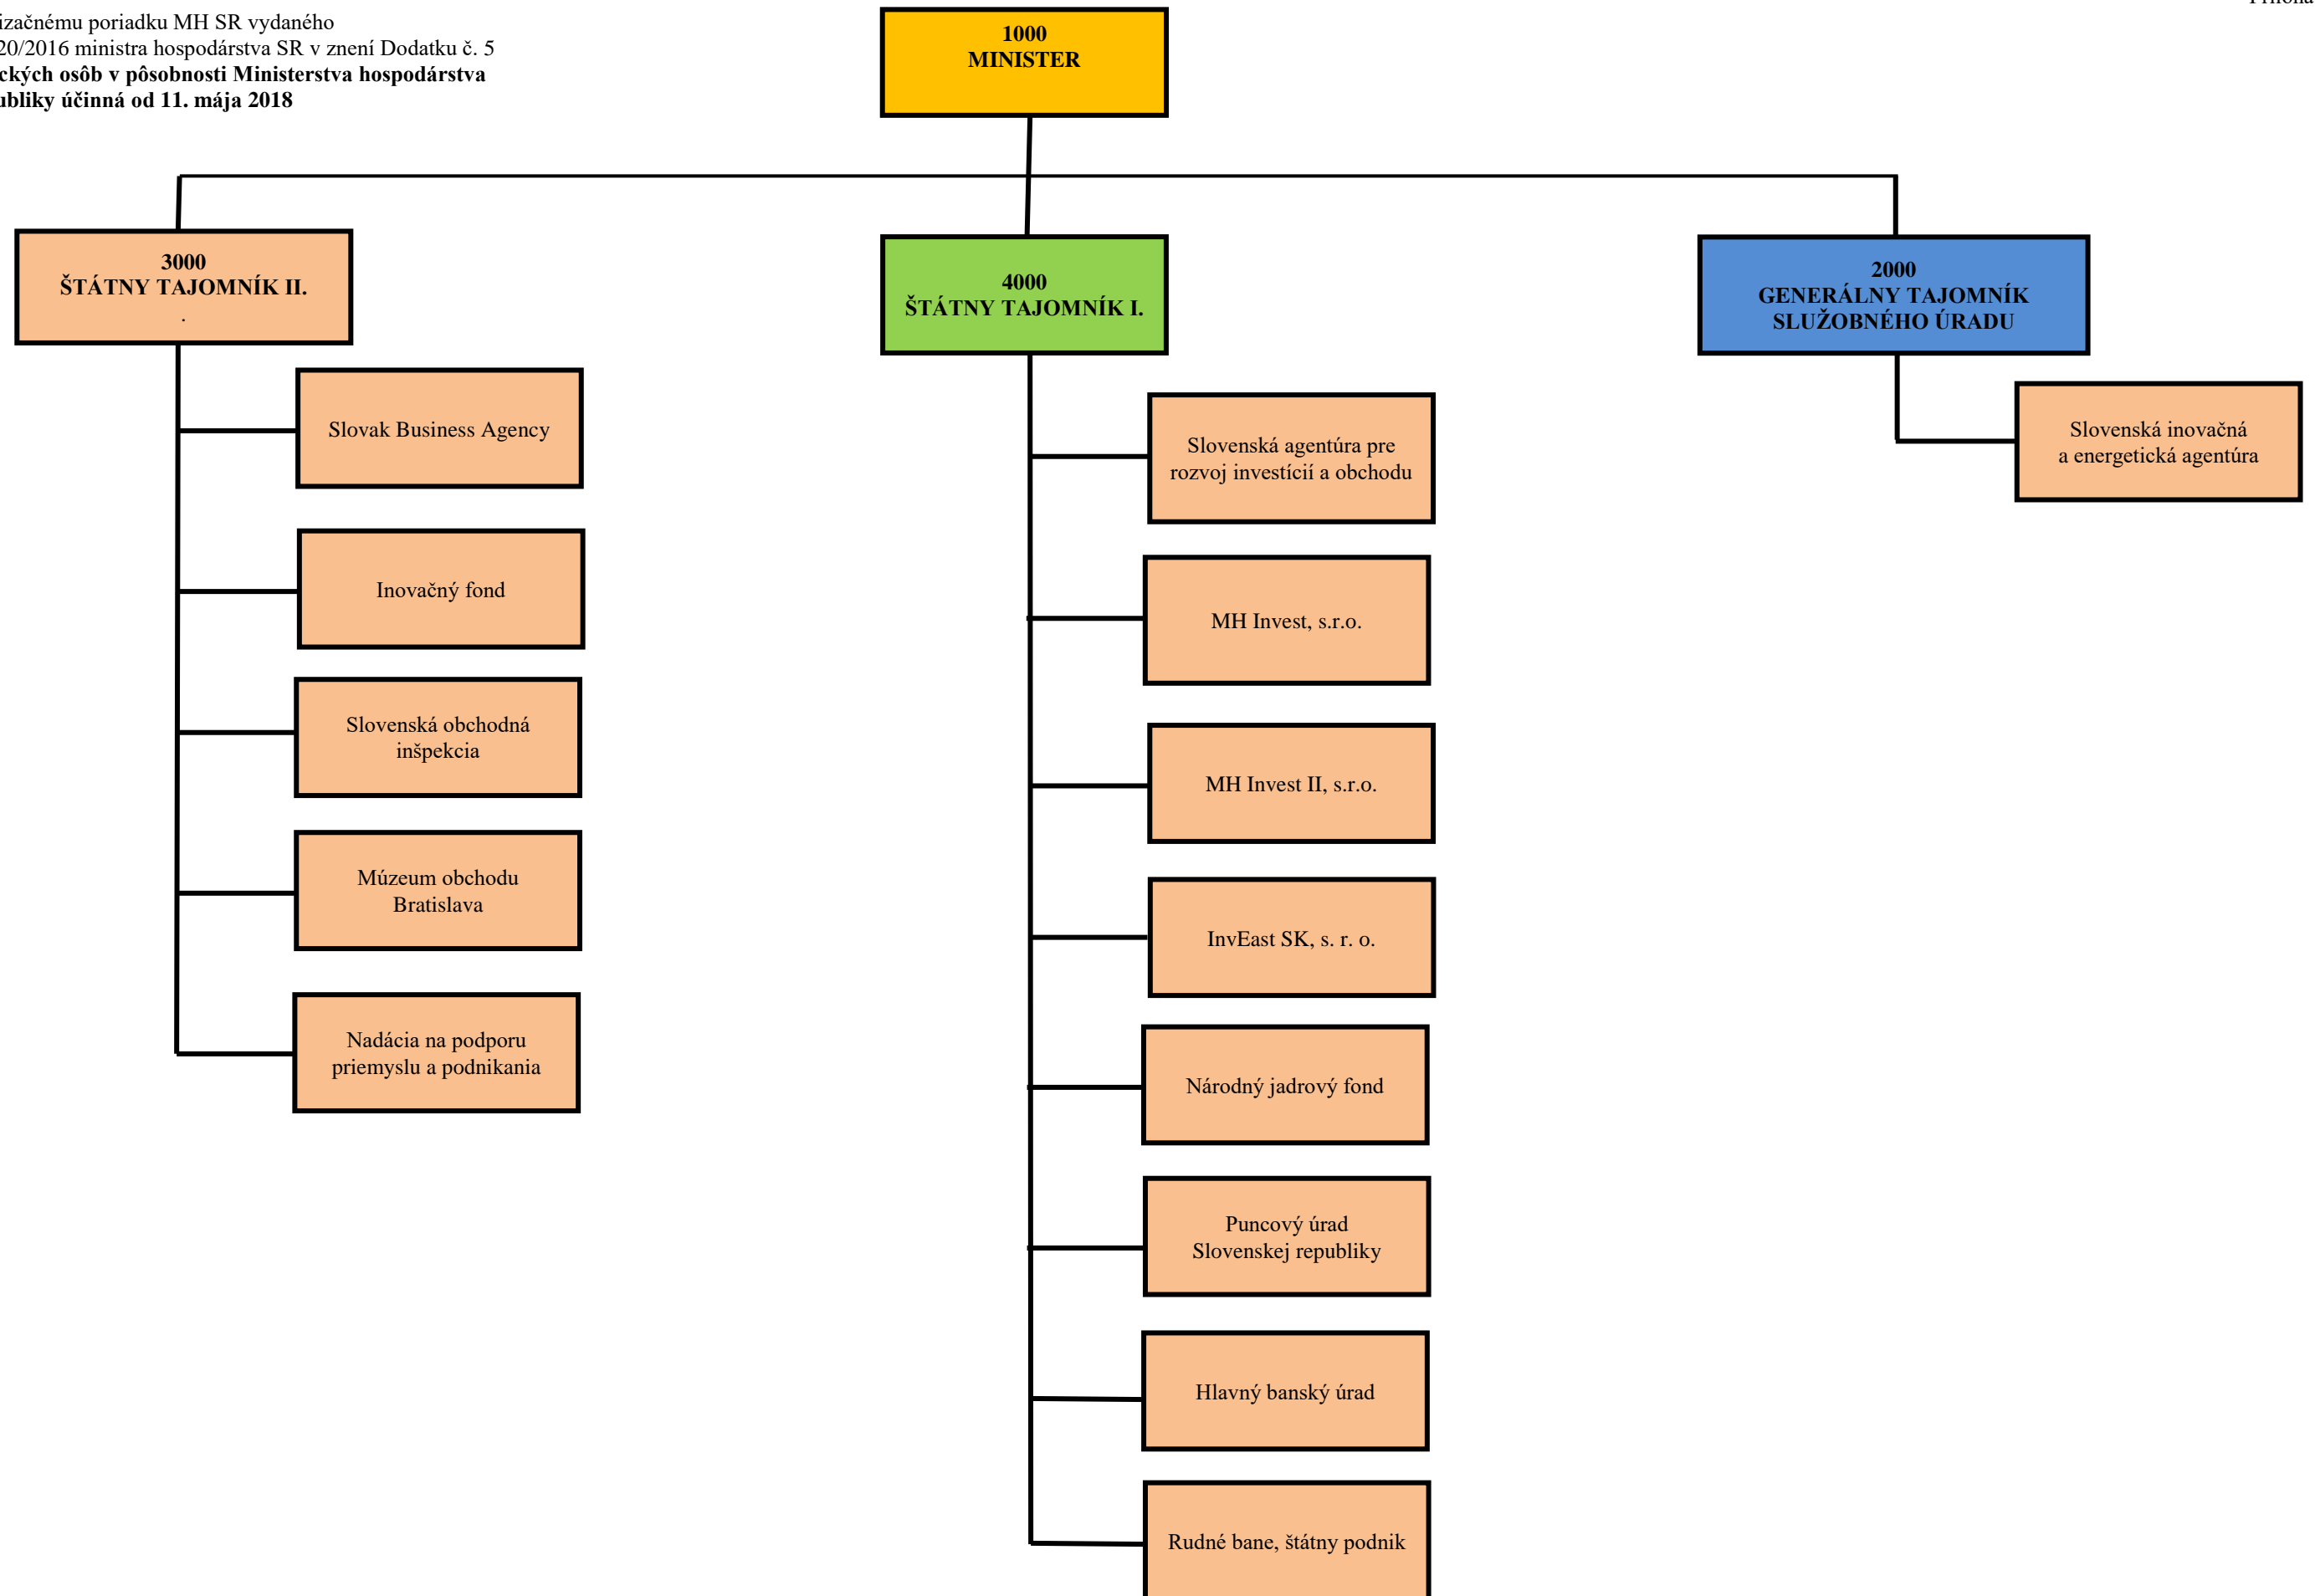 izačnému poriadku MH SR vydaného
20/2016 ministra hospodárstva SR v znení Dodatku č. 5
ckých osôb v pôsobnosti Ministerstva hospodárstva
ubliky účinná od 11. mája 2018
1000
MINISTER
3000
ŠTÁTNY TAJOMNÍK II.
.
4000
ŠTÁTNY TAJOMNÍK I.
2000
GENERÁLNY TAJOMNÍK
SLUŽOBNÉHO ÚRADU
Slovak Business Agency
Inovačný fond
Slovenská obchodná
inšpekcia
Múzeum obchodu
Bratislava
Nadácia na podporu
priemyslu a podnikania
Slovenská agentúra pre
rozvoj investícií a obchodu
MH Invest, s.r.o.
MH Invest II, s.r.o.
InvEast SK, s. r. o.
Národný jadrový fond
Puncový úrad
Slovenskej republiky
Hlavný banský úrad
Rudné bane, štátny podnik
Slovenská inovačná
a energetická agentúra